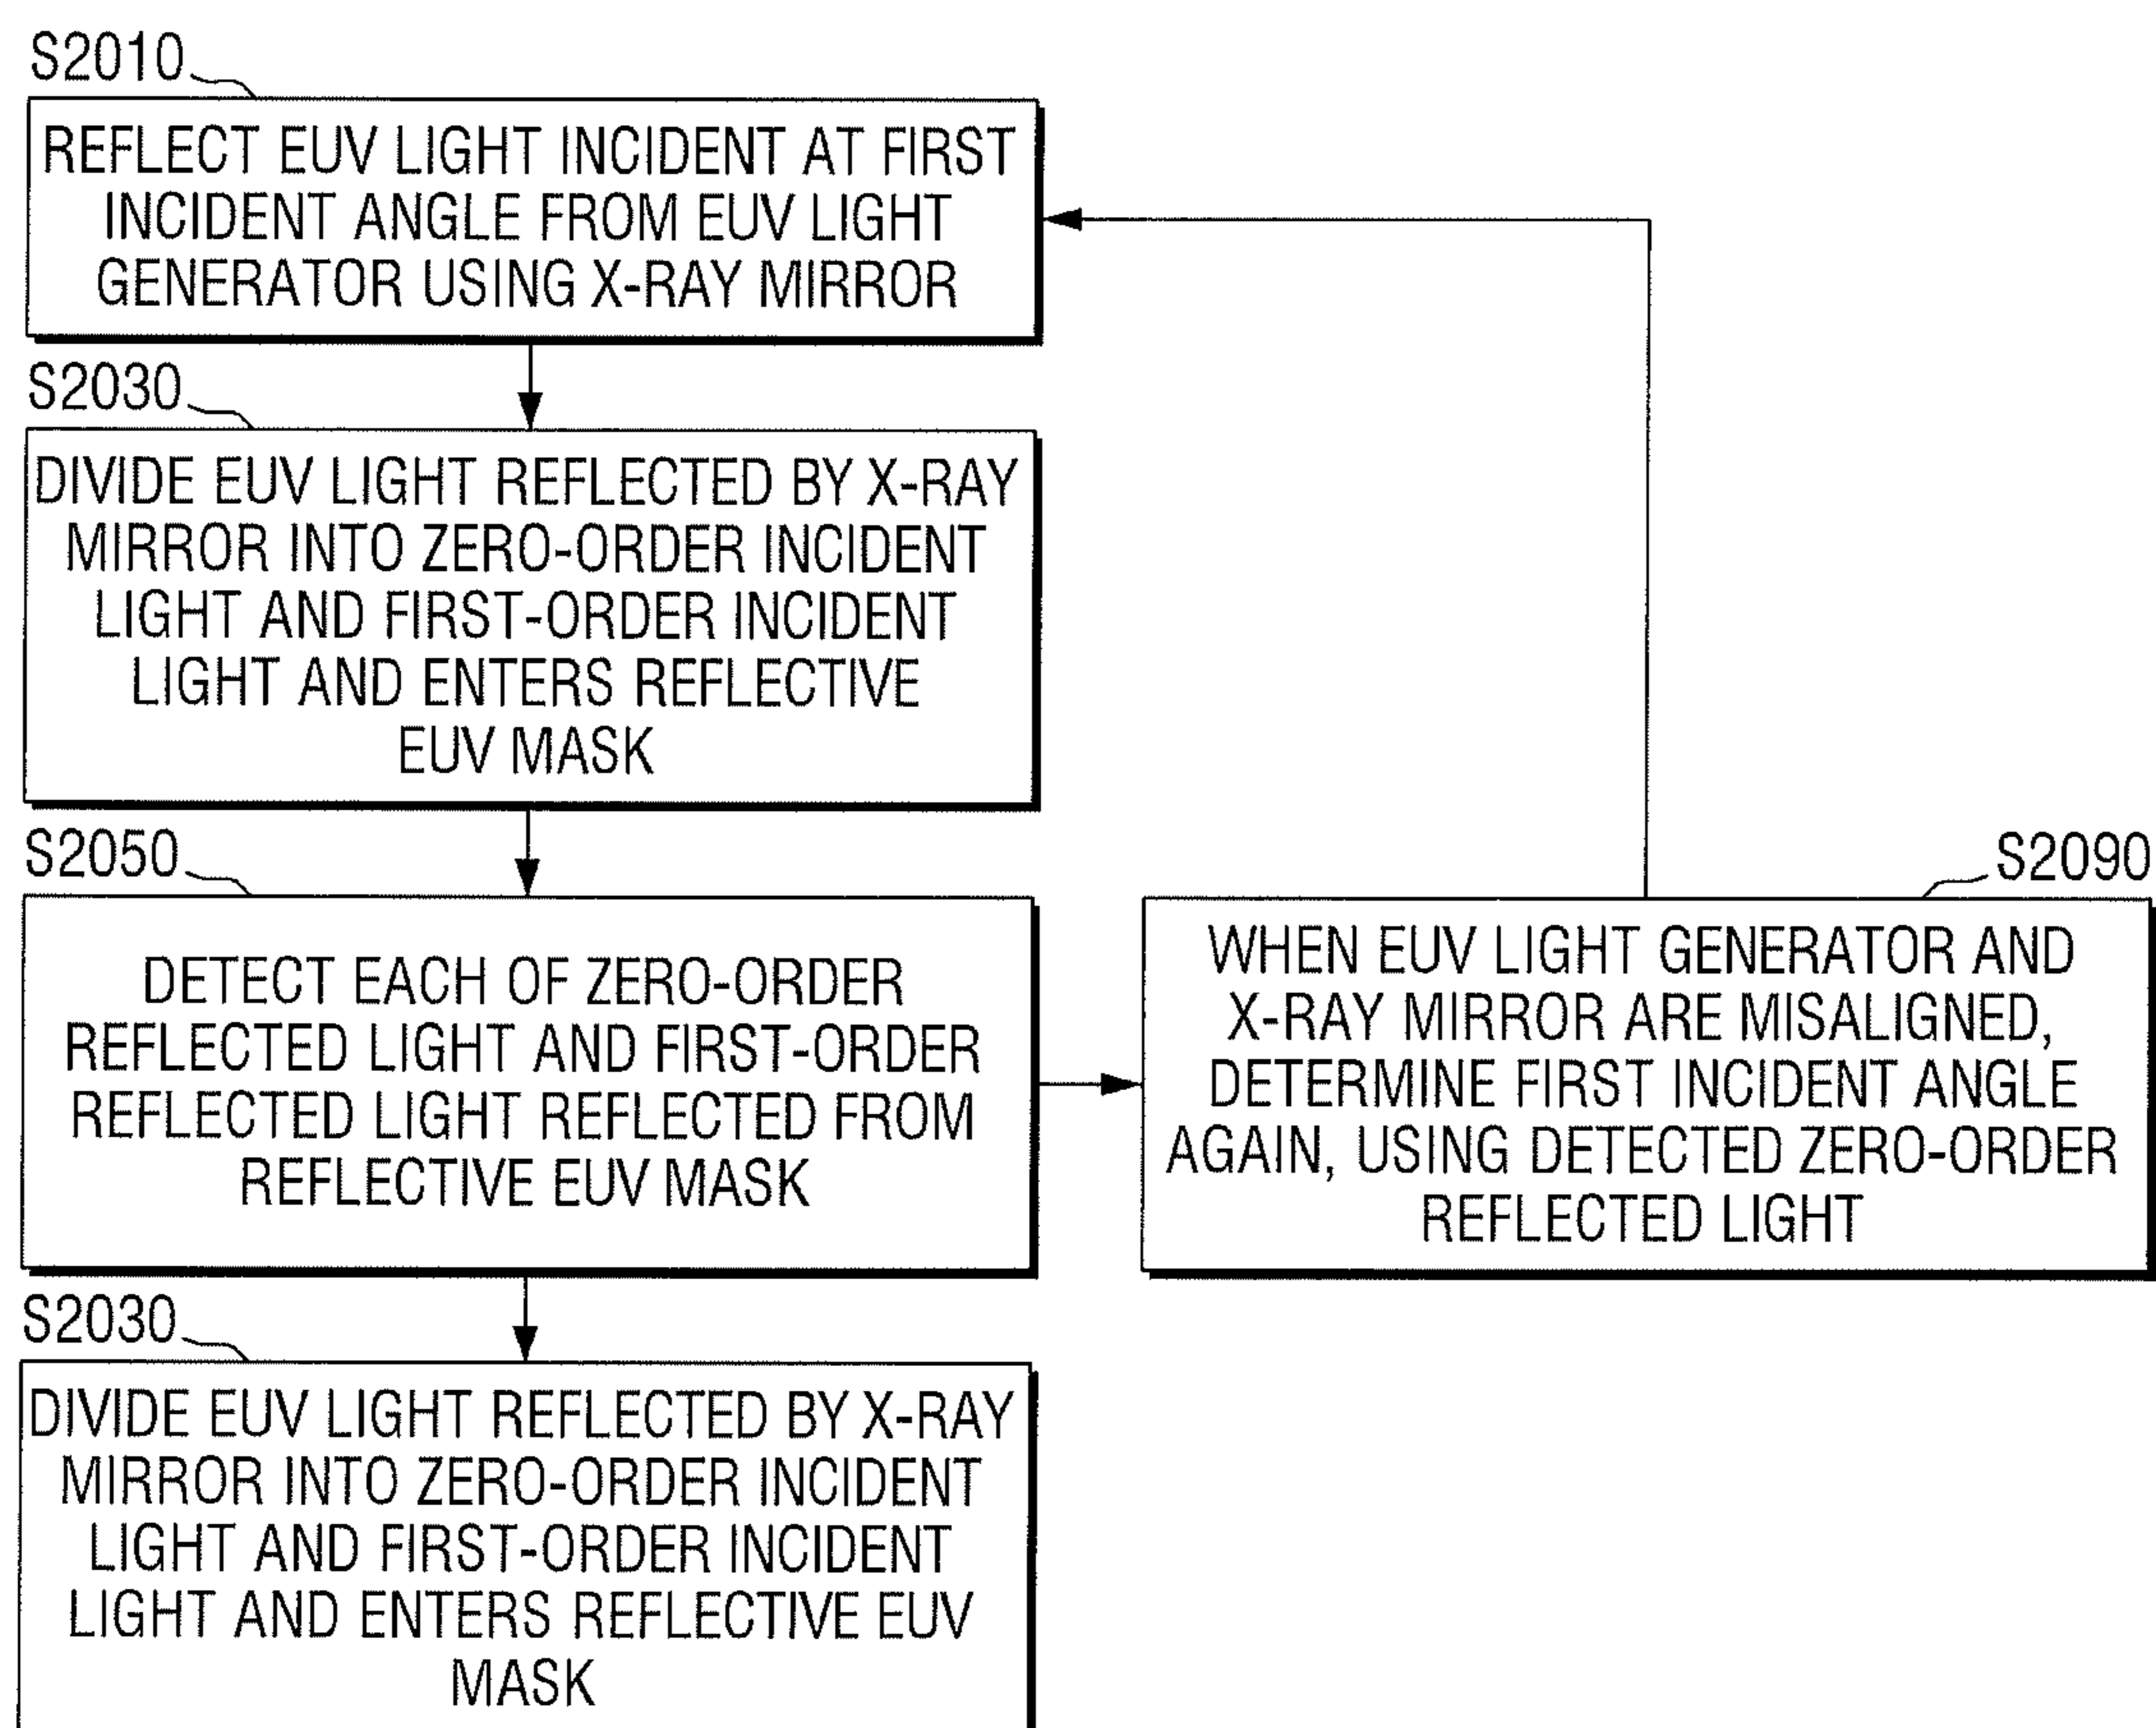 S2010
REFLECT EUV LIGHT INCIDENT AT FIRST
INCIDENT ANGLE FROM EUV LIGHT
GENERATOR USING X-RAY MIRROR
S2030
DIVIDE EUV LIGHT REFLECTED BY X-RAY
MIRROR INTO ZERO-ORDER INCIDENT
LIGHT AND FIRST-ORDER INCIDENT
LIGHT AND ENTERS REFLECTIVE
EUV MASK
S2050
DETECT EACH OF ZERO-ORDER
REFLECTED LIGHT AND FIRST-ORDER
REFLECTED LIGHT REFLECTED FROM
REFLECTIVE EUV MASK
S2090
WHEN EUV LIGHT GENERATOR AND
X-RAY MIRROR ARE MISALIGNED,
DETERMINE FIRST INCIDENT ANGLE
AGAIN, USING DETECTED ZERO-ORDER
REFLECTED LIGHT
S2030
DIVIDE EUV LIGHT REFLECTED BY X-RAY
MIRROR INTO ZERO-ORDER INCIDENT
LIGHT AND FIRST-ORDER INCIDENT
LIGHT AND ENTERS REFLECTIVE EUV
MASK